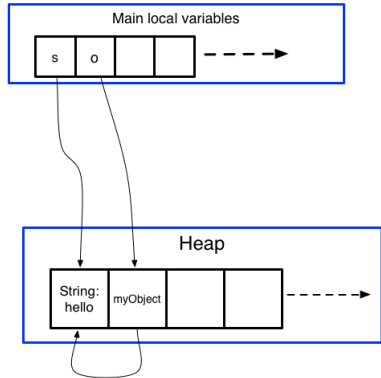 Main local variables
s
o
Heap
String:
hello
myObject